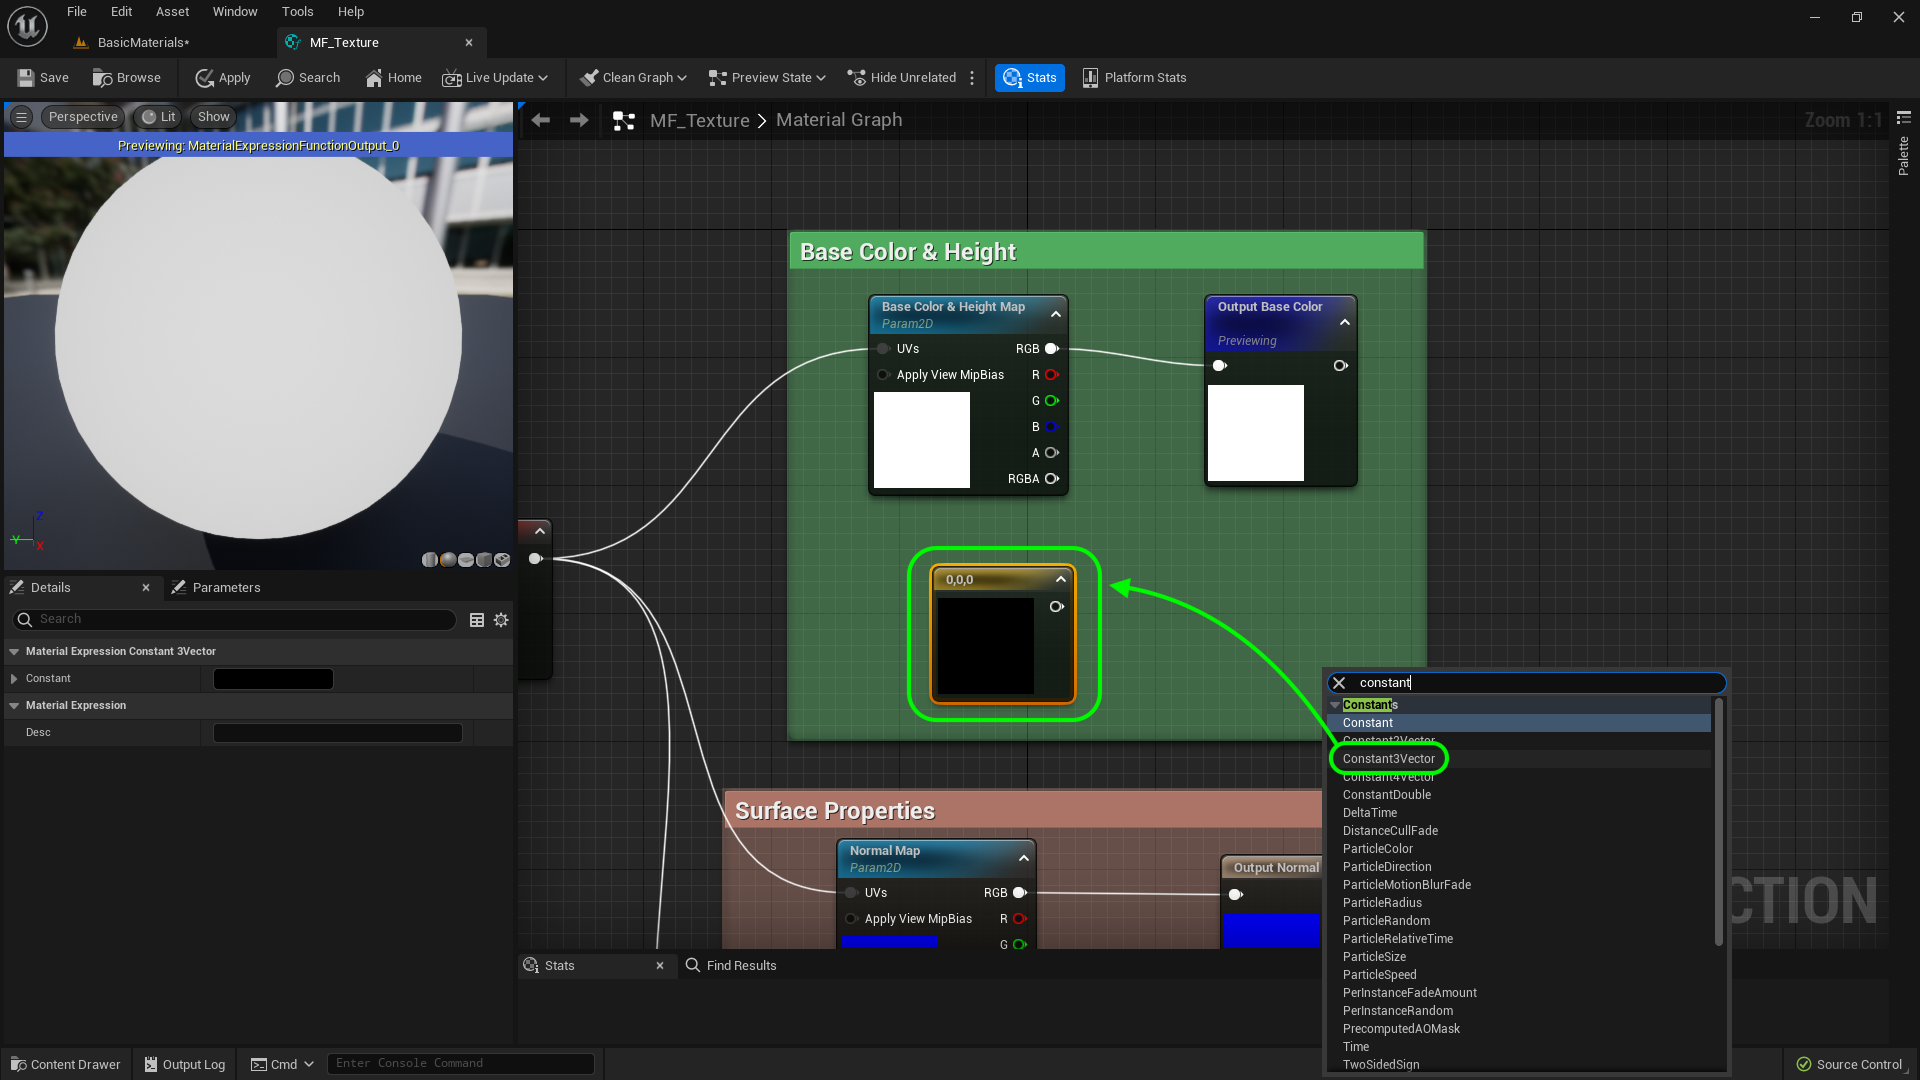 File Edit Asset Window Tools Help
BasicMaterials*
MF_Texture
Save Browse Apply Search Home Live Update Clean Graph Preview State Hide Unrelated Stats Platform Stats
Perspective Lit Show
Previewing: MaterialExpressionFunctionOutput_0
Z
Y
X
MF_Texture > Material Graph
Zoom 1:1
Palette
Base Color & Height
Base Color & Height Map
Param2D
UVs
RGB
Apply View MipBias
R
G
B
A
RGBA
Output Base Color
Previewing
0,0,0
Details
Parameters
Search
Material Expression Constant 3Vector
Constant
Material Expression
Desc
Surface Properties
Normal Map
Param2D
UVs
RGB
Apply View MipBias
R
G
Output Normal
CTION
constant
Constants
Constant
Constant2Vector
Constant3Vector
Constant4Vector
ConstantDouble
DeltaTime
DistanceCullFade
ParticleColor
ParticleDirection
ParticleMotionBlurFade
ParticleRadius
ParticleRandom
ParticleRelativeTime
ParticleSize
ParticleSpeed
PerInstanceFadeAmount
PerInstanceRandom
PrecomputedAOMask
Time
TwoSidedSign
Stats
Find Results
Content Drawer
Output Log
Cmd
Enter Console Command
Source Control